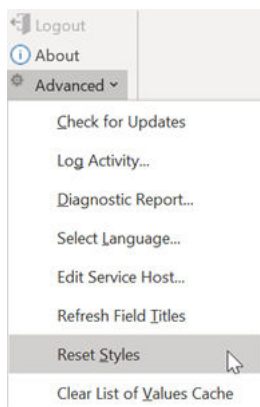 Logout
About
Advanced
Check for Updates
Log Activity...
Diagnostic Report...
Select Language...
Edit Service Host...
Refresh Field Titles
Reset Styles
Clear List of Values Cache